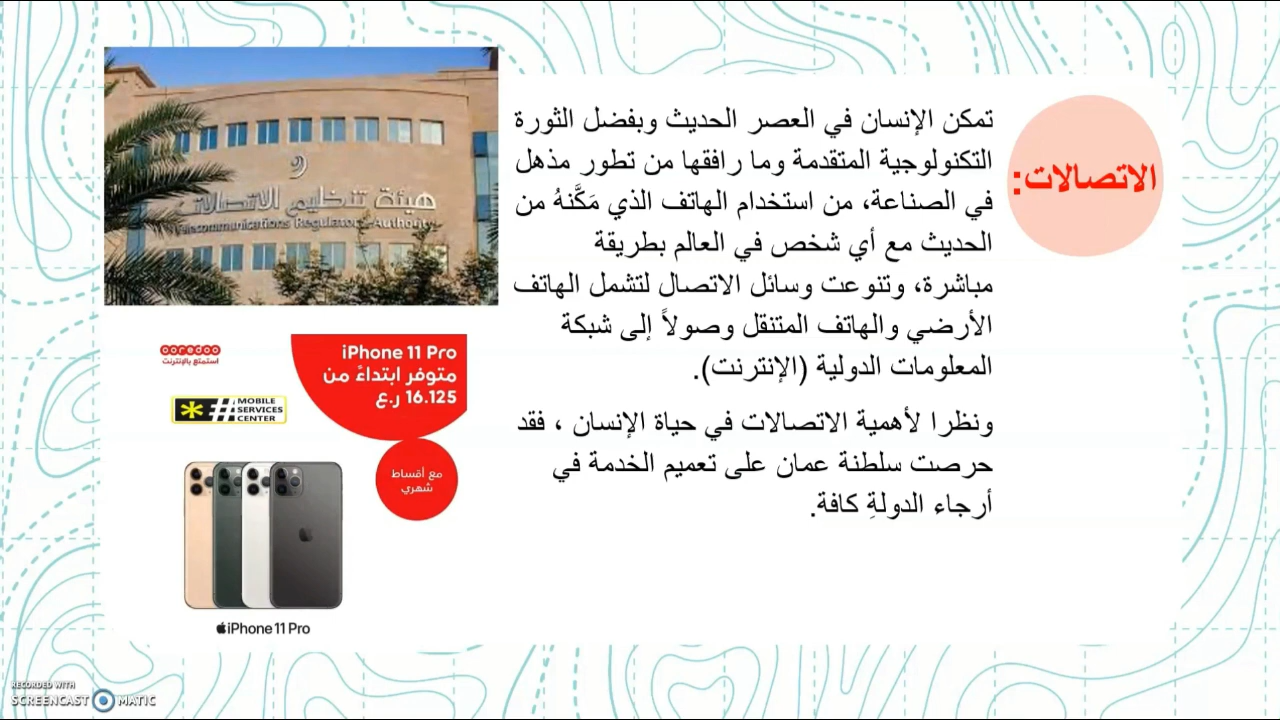 الاتصالات:
تمكن الإنسان في العصر الحديث وبفضل الثورة
التكنولوجية المتقدمة وما رافقها من تطور مذهل
في الصناعة، من استخدام الهاتف الذي مَكَّنهُ من
الحديث مع أي شخص في العالم بطريقة
مباشرة، وتنوعت وسائل الاتصال لتشمل الهاتف
الأرضي والهاتف المتنقل وصولاً إلى شبكة
المعلومات الدولية (الإنترنت).
ونظرا لأهمية الاتصالات في حياة الإنسان ، فقد
حرصت سلطنة عمان على تعميم الخدمة في
أرجاء الدولةِ كافة.
هيئة تنظيم الاتصالات
Telecommunications Regulatory Authority
ooredoo
استمتع بالإنترنت
iPhone 11 Pro
متوفر ابتداءً من
16.125 ر.ع
MOBILE
SERVICES
CENTER
مع أقساط
شهري
iPhone 11 Pro
RECORDED WITH
SCREENCAST MATIC